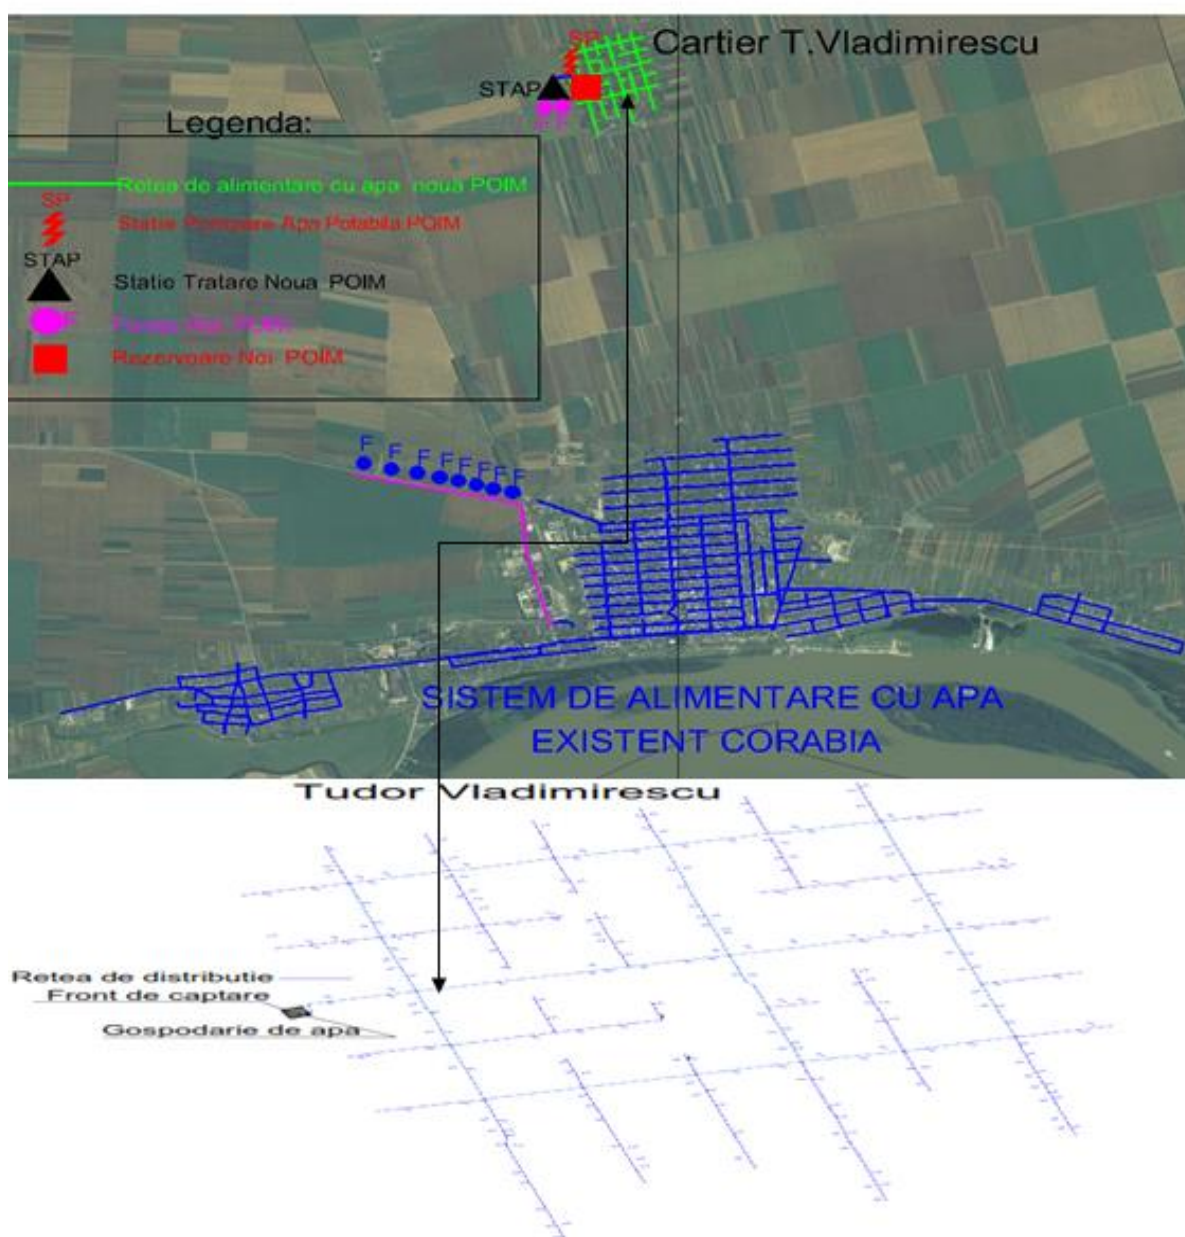 SP
Cartier T.Vladimirescu
STAP
Legenda:
Retea de alimentare cu apa noua POIM
SP
Statie Pompare Apa Potabila POIM
STAP
Statie Tratare Noua POIM
F
Rezervoare Noi POIM
F F F F F F F F
SISTEM DE ALIMENTARE CU APA
EXISTENT CORABIA
Tudor Vladimirescu
Retea de distributie
Front de captare
Gospodarie de apa